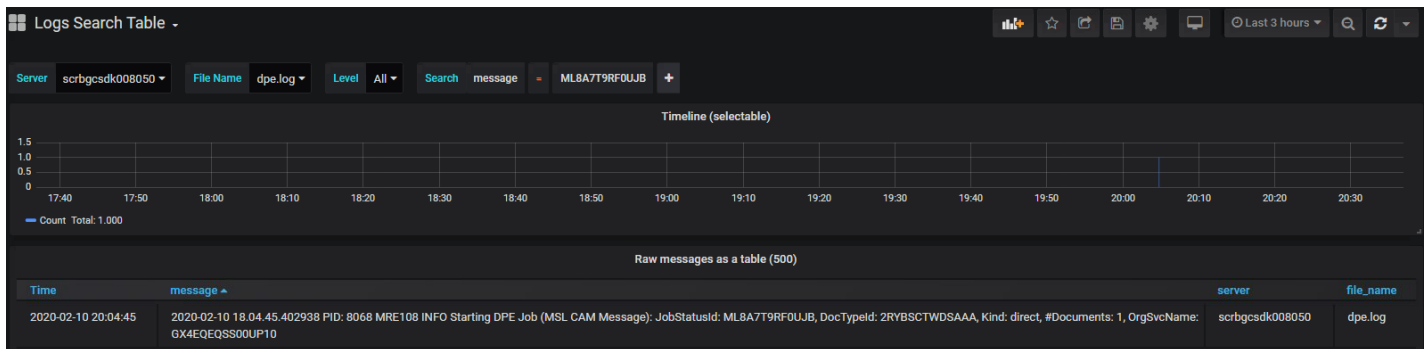 Logs Search Table
Last 3 hours
Server scrbgcsdk008050 File Name dpe.log Level All Search message = ML8A7T9RF0UJB +
Timeline (selectable)
1.5
1.0
0.5
0
17:40 17:50 18:00 18:10 18:20 18:30 18:40 18:50 19:00 19:10 19:20 19:30 19:40 19:50 20:00 20:10 20:20 20:30
Count Total: 1.000
Raw messages as a table (500)
Time message server file_name
2020-02-10 20:04:45 2020-02-10 18.04.45.402938 PID: 8068 MRE108 INFO Starting DPE Job (MSL CAM Message): JobStatusId: ML8A7T9RF0UJB, DocTypeId: 2RYBSCTWDSAAA, Kind: direct, #Documents: 1, OrgSvcName: scrbgcsdk008050 dpe.log
GX4EQEQSS00UP10